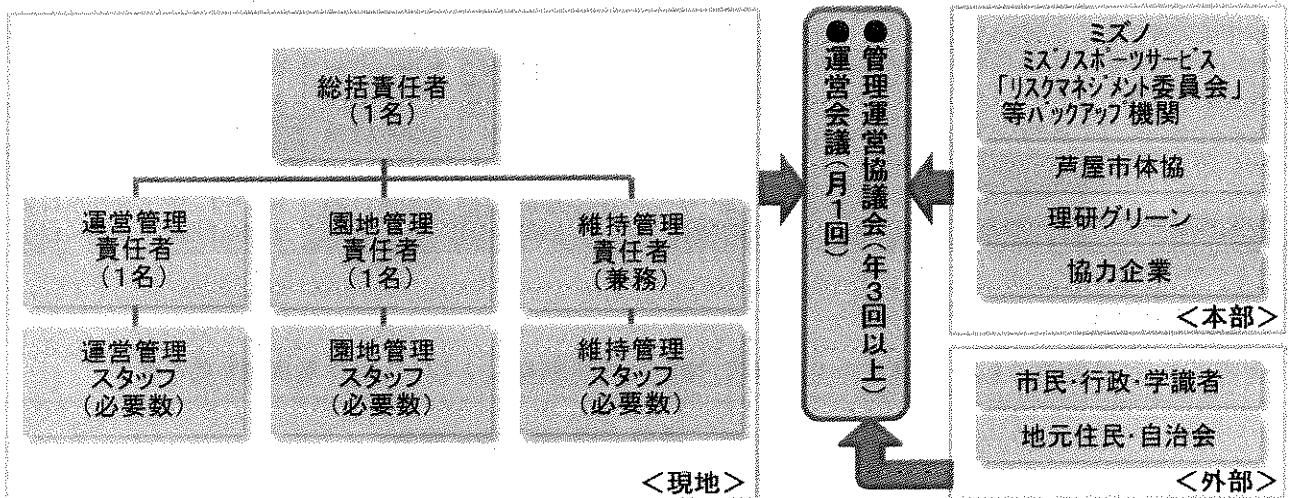 総括責任者
(1名)
運営管理
責任者
(1名)
園地管理
責任者
(1名)
維持管理
責任者
(兼務)
運営管理
スタッフ
(必要数)
園地管理
スタッフ
(必要数)
維持管理
スタッフ
(必要数)
<現地>
●管理運営協議会(年3回以上)
●運営会議(月1回)
ミズノ
ミズノスポーツサービス
「リスクマネジメント委員会」
等バックアップ機関
芦屋市体協
理研グリーン
協力企業
<本部>
市民・行政・学識者
地元住民・自治会
<外部>